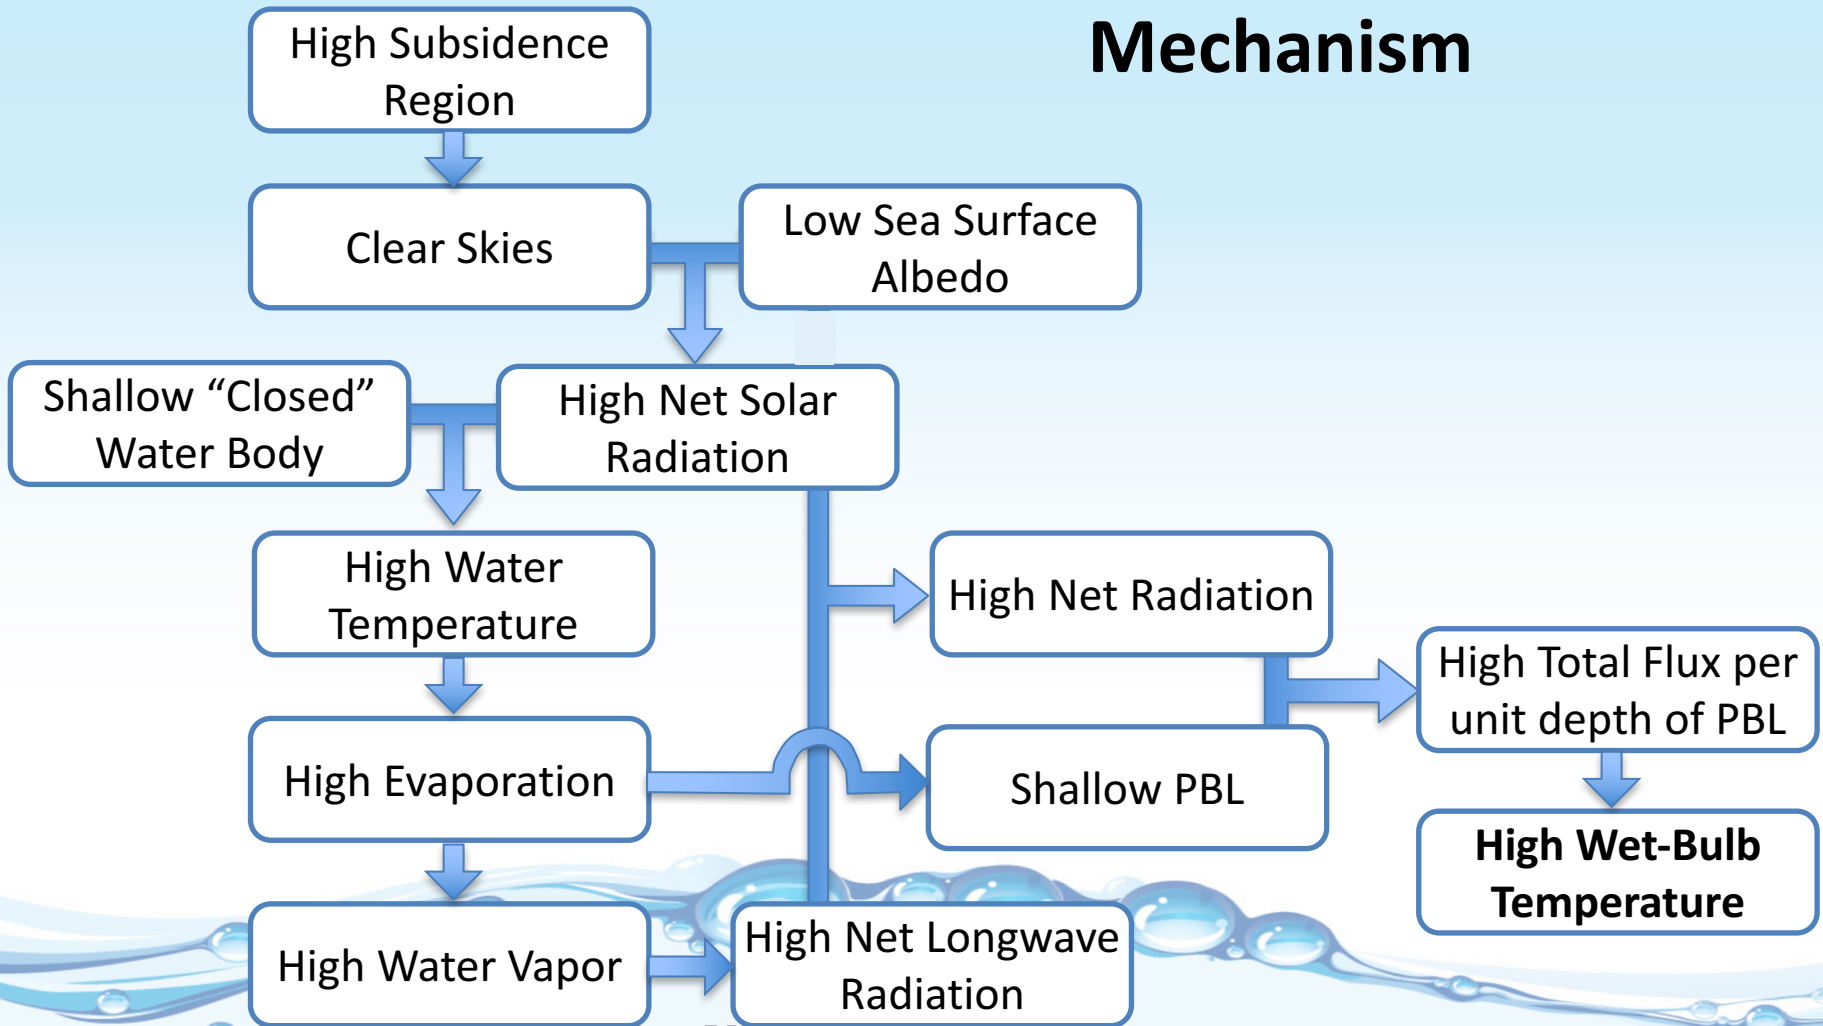 Mechanism
High Subsidence
Region
Clear Skies
Low Sea Surface
Albedo
Shallow “Closed”
Water Body
High Net Solar
Radiation
High Water
Temperature
High Net Radiation
High Total Flux per
unit depth of PBL
High Evaporation
Shallow PBL
High Wet-Bulb
Temperature
High Water Vapor
High Net Longwave
Radiation